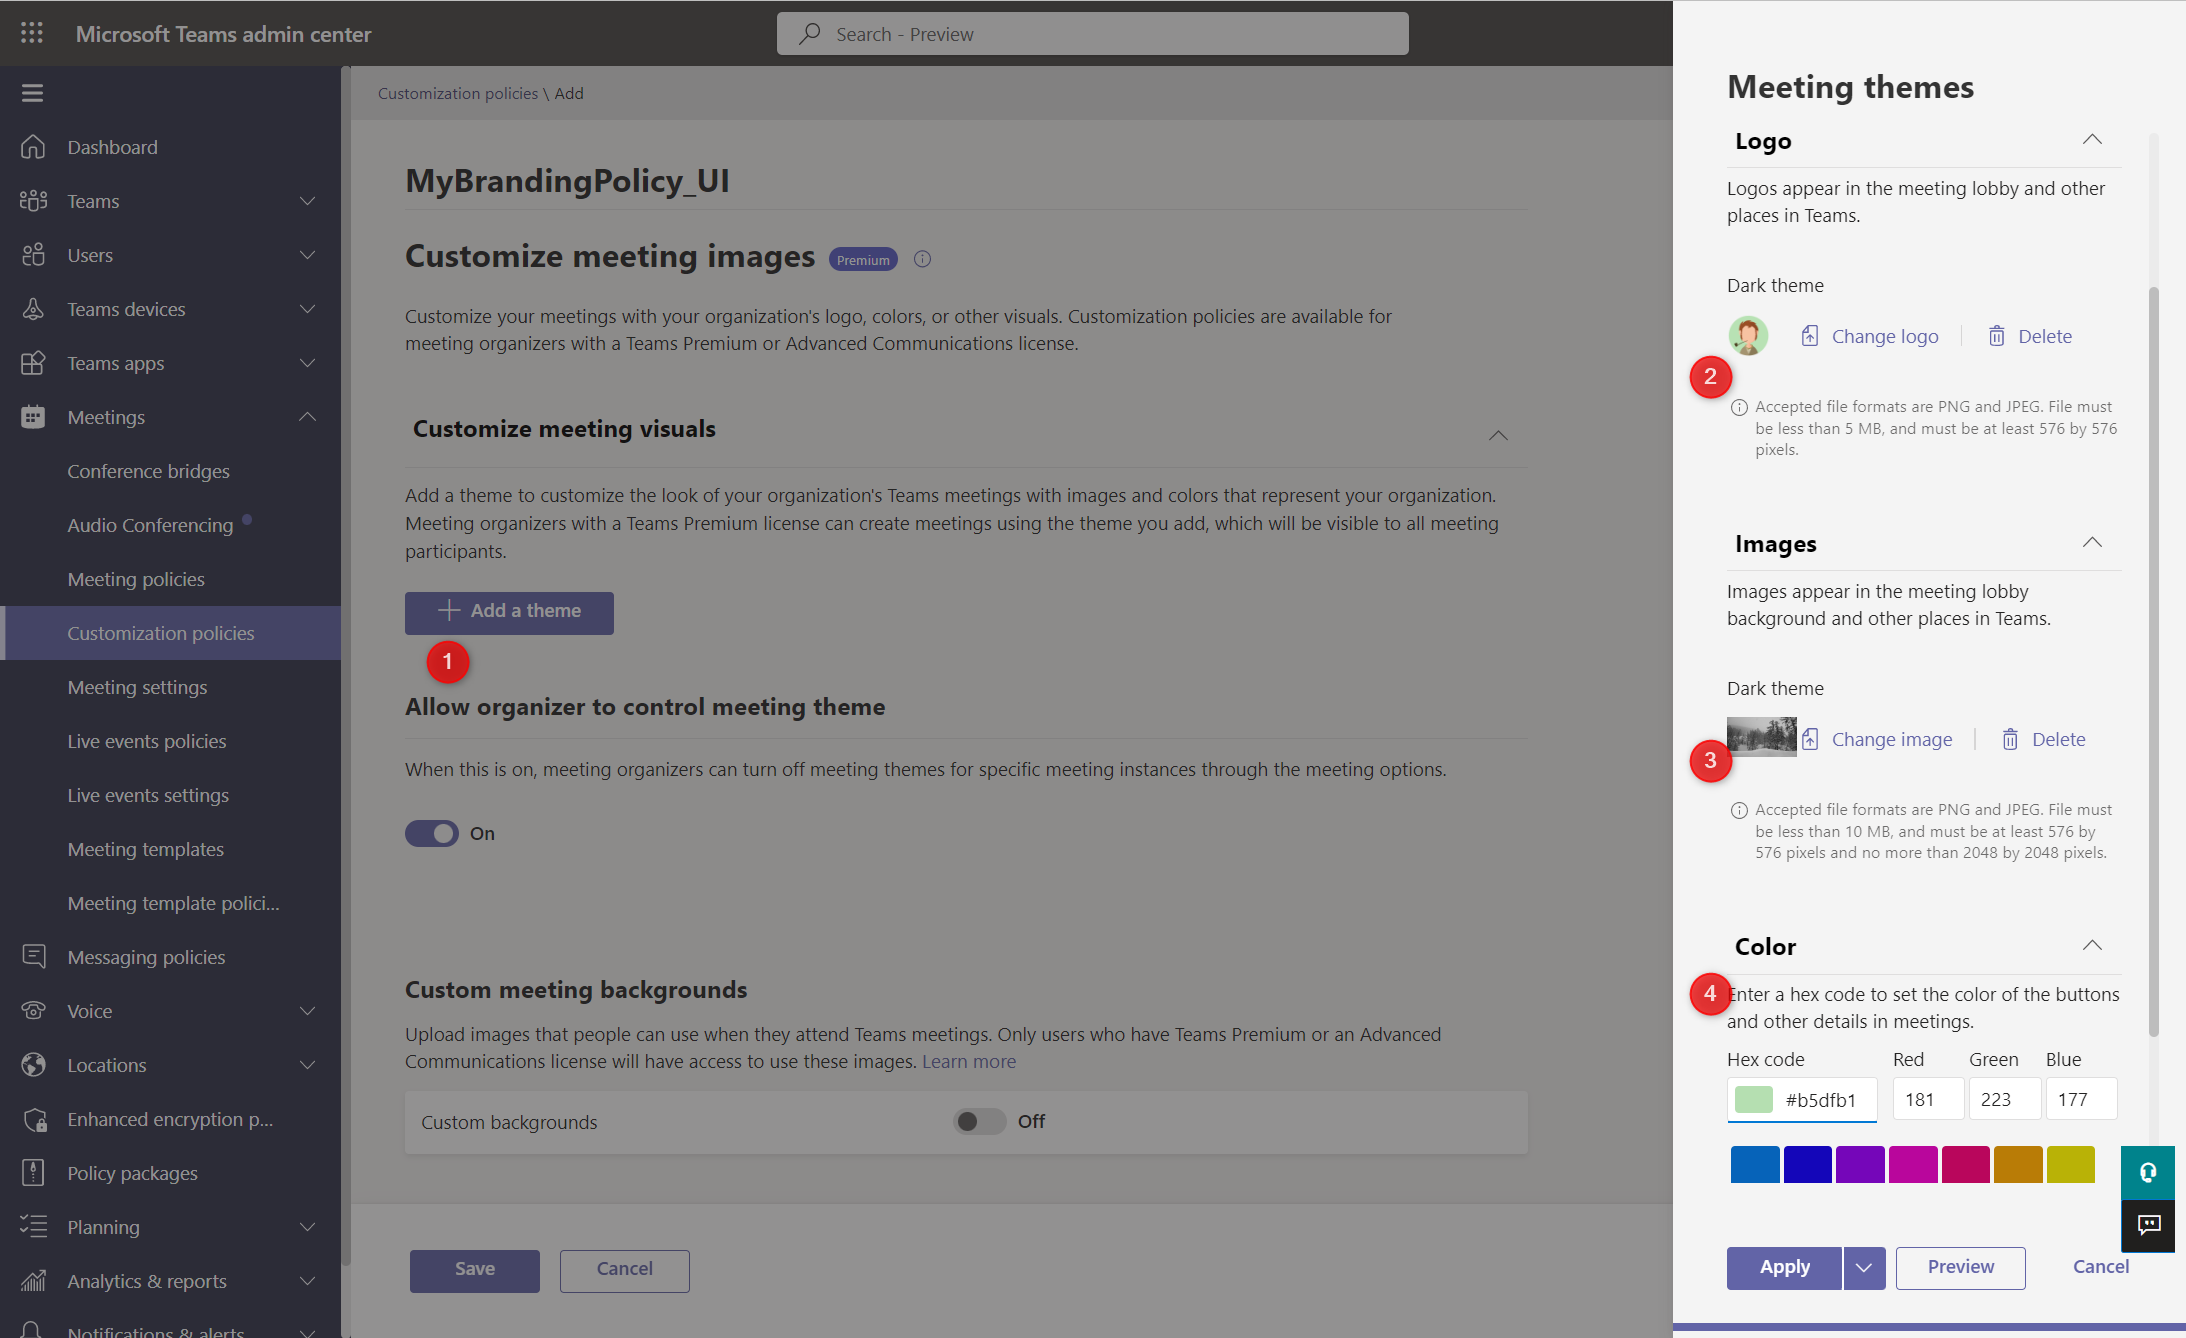 Microsoft Teams admin center
Search - Preview
Dashboard
Teams
Users
Teams devices
Teams apps
Meetings
Conference bridges
Audio Conferencing
Meeting policies
Customization policies
Meeting settings
Live events policies
Live events settings
Meeting templates
Meeting template polici...
Messaging policies
Voice
Locations
Enhanced encryption p...
Policy packages
Planning
Analytics & reports
Notifications & alerts
Customization policies \ Add
MyBrandingPolicy_UI
Customize meeting images Premium
Customize your meetings with your organization's logo, colors, or other visuals. Customization policies are available for
meeting organizers with a Teams Premium or Advanced Communications license.
Customize meeting visuals
Add a theme to customize the look of your organization's Teams meetings with images and colors that represent your organization.
Meeting organizers with a Teams Premium license can create meetings using the theme you add, which will be visible to all meeting
participants.
Add a theme
1
Allow organizer to control meeting theme
When this is on, meeting organizers can turn off meeting themes for specific meeting instances through the meeting options.
On
Custom meeting backgrounds
Upload images that people can use when they attend Teams meetings. Only users who have Teams Premium or an Advanced
Communications license will have access to use these images. Learn more
Custom backgrounds Off
Save Cancel
Meeting themes
Logo
Logos appear in the meeting lobby and other
places in Teams.
Dark theme
Change logo Delete
2
Accepted file formats are PNG and JPEG. File must
be less than 5 MB, and must be at least 576 by 576
pixels.
Images
Images appear in the meeting lobby
background and other places in Teams.
Dark theme
Change image Delete
3
Accepted file formats are PNG and JPEG. File must
be less than 10 MB, and must be at least 576 by
576 pixels and no more than 2048 by 2048 pixels.
Color
4
Enter a hex code to set the color of the buttons
and other details in meetings.
Hex code Red Green Blue
#b5dfb1 181 223 177
Apply Preview Cancel